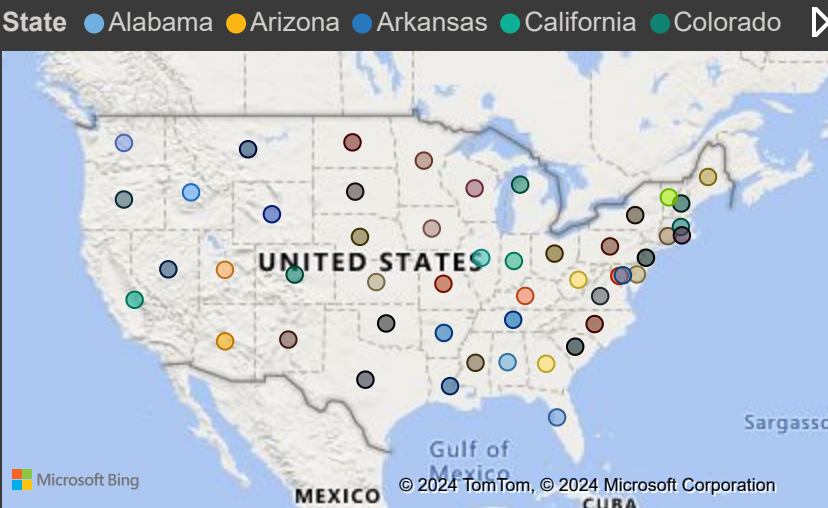 State Alabama Arizona Arkansas California Colorado
UNITED STATES
Sargasso
Gulf of
Mexico
Microsoft Bing
© 2024 TomTom, © 2024 Microsoft Corporation
MEXICO
CUBA